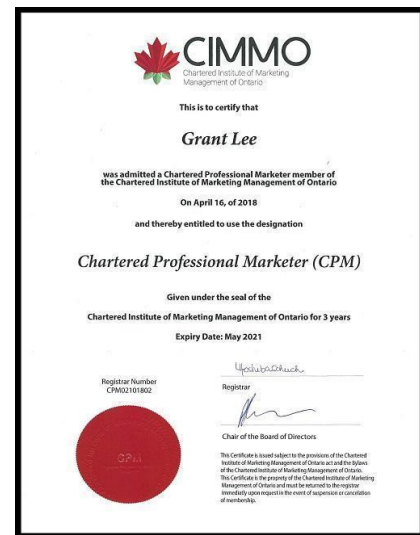 CIMMO
Chartered Institute of Marketing
Management of Ontario
This is to certify that
Grant Lee
was admitted a Chartered Professional Marketer member of
the Chartered Institute of Marketing Management of Ontario
On April 16, of 2018
and thereby entitled to use the designation
Chartered Professional Marketer (CPM)
Given under the seal of the
Chartered Institute of Marketing Management of Ontario for 3 years
Expiry Date: May 2021
Registrar Number
CPM02101802
Registrar
Chair of the Board of Directors
CPM
This Certificate is issued subject to the provisions of the Chartered
Institute of Marketing Management of Ontario act and the bylaws
of the Chartered Institute of Marketing Management of Ontario.
This Certificate is the proprety of the Chartered Institute of Marketing
Management of Ontario and must be returned to the registrar
immediately upon request in the event of suspension or cancelation
of membership.